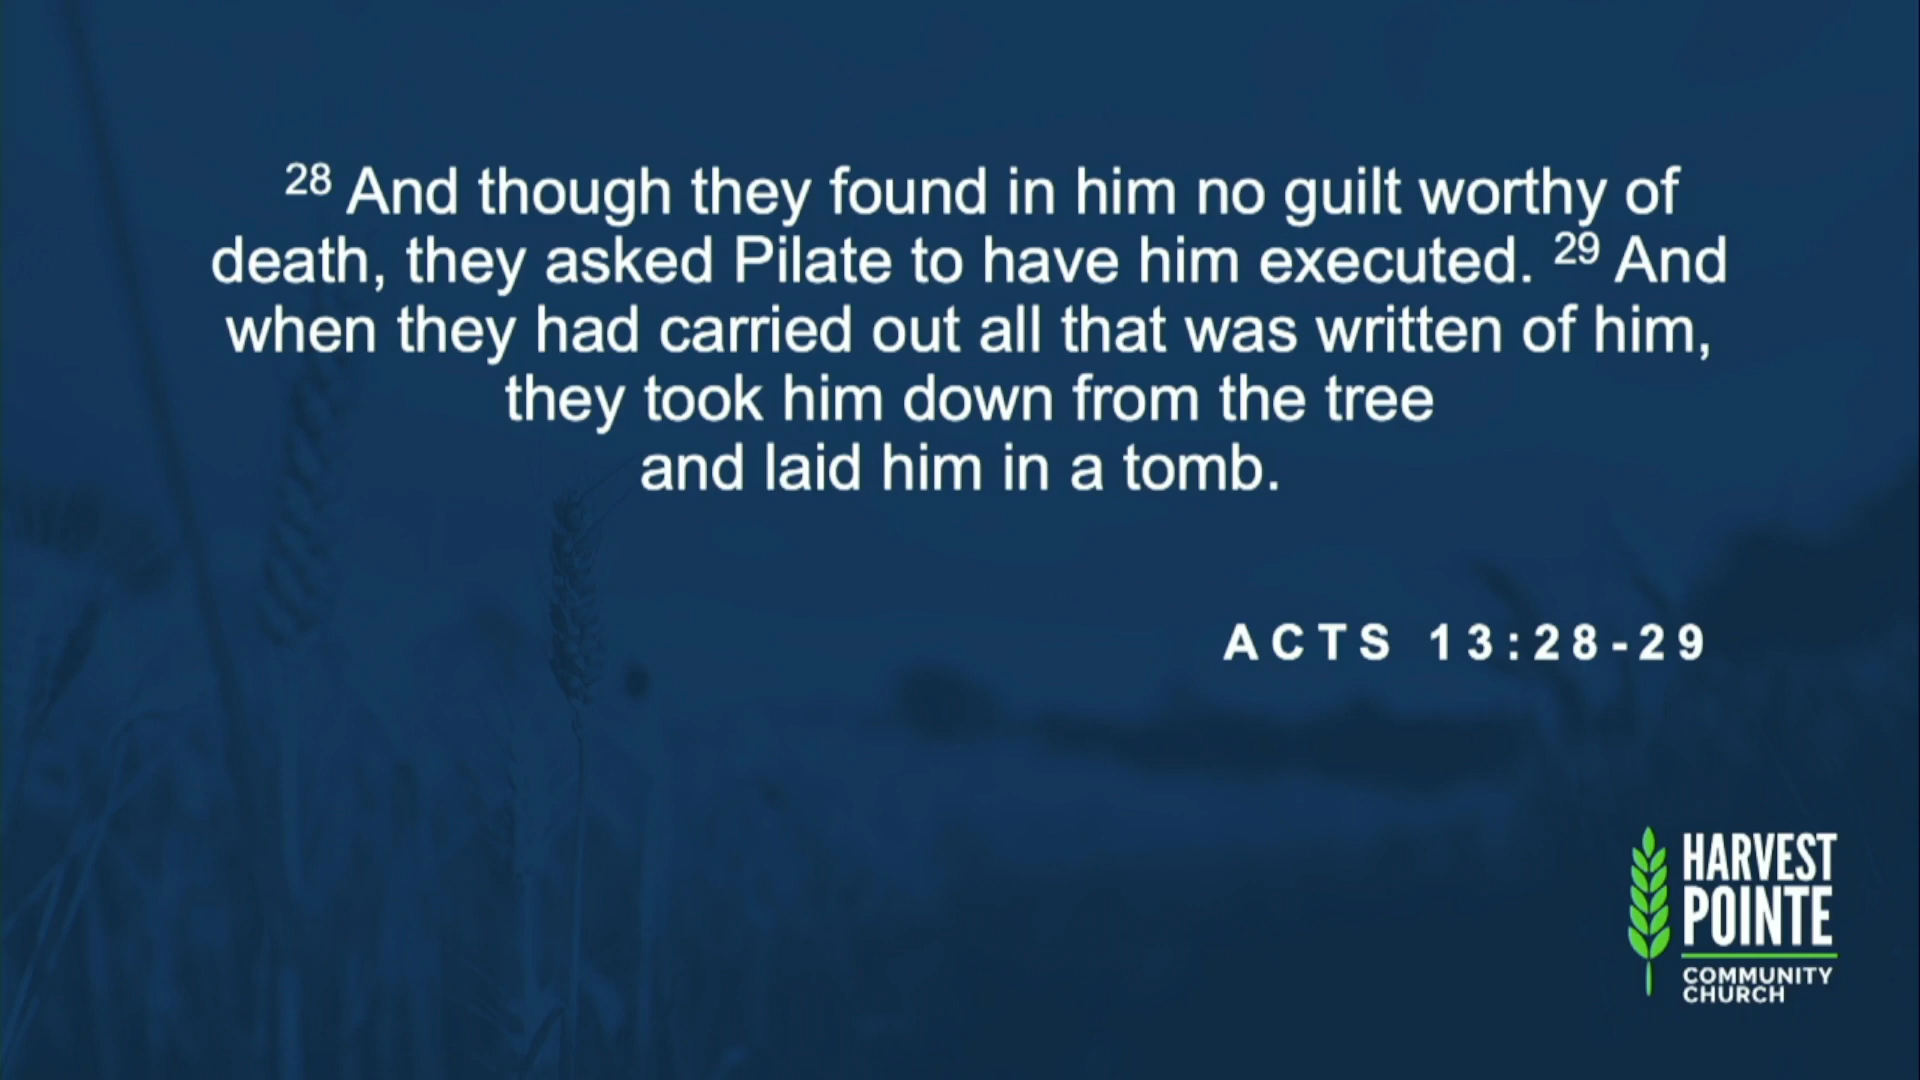 28 And though they found in him no guilt worthy of
death, they asked Pilate to have him executed. 29 And
when they had carried out all that was written of him,
they took him down from the tree
and laid him in a tomb.
ACTS 13:28-29
HARVEST
POINTE
COMMUNITY
CHURCH